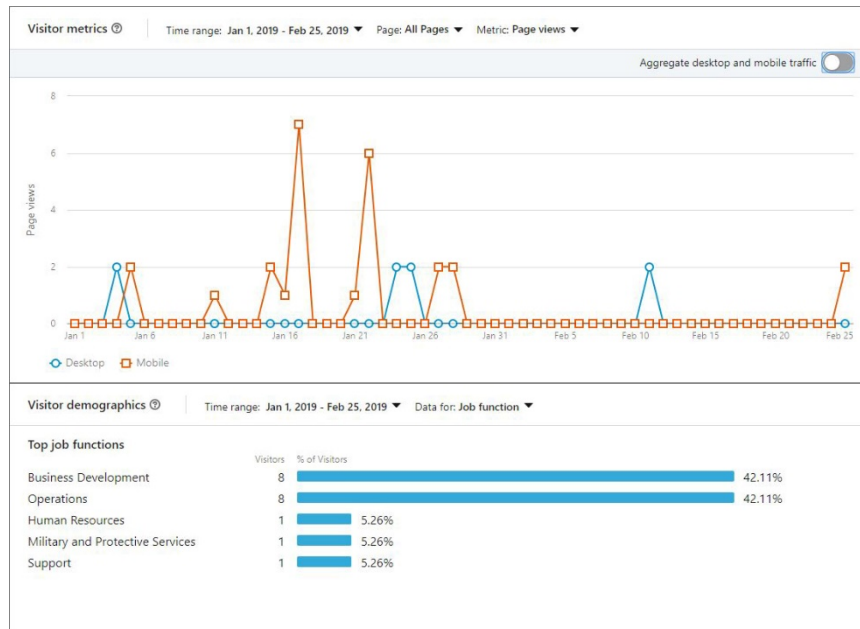 Visitor metrics ? Time range: Jan 1, 2019 - Feb 25, 2019 ▼ Page: All Pages ▼ Metric: Page views ▼
Aggregate desktop and mobile traffic
8
6
4
2
0
Page views
Jan 1 Jan 6 Jan 11 Jan 16 Jan 21 Jan 26 Jan 31 Feb 5 Feb 10 Feb 15 Feb 20 Feb 25
Desktop Mobile
Visitor demographics ? Time range: Jan 1, 2019 - Feb 25, 2019 ▼ Data for: Job function ▼
Top job functions
Visitors % of Visitors
Business Development 8 42.11%
Operations 8 42.11%
Human Resources 1 5.26%
Military and Protective Services 1 5.26%
Support 1 5.26%